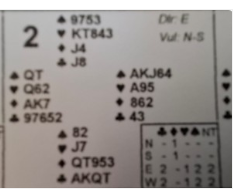 ♠ 9753 Dlr: E
2 ♥ KT843 Vul: N-S
♦ J4
♣ J8
♠ QT ♠ AKJ64
♥ Q62 ♥ A95
♦ AK7 ♦ 862
♣ 97652 ♣ 43
♠ 82
♥ J7
♦ QT953
♣ AKQT
♣ ♦ ♥ ♠ NT
N - 1 - - -
S - 1 - - -
E 2 - 1 2 2
W 2 - 1 2 2